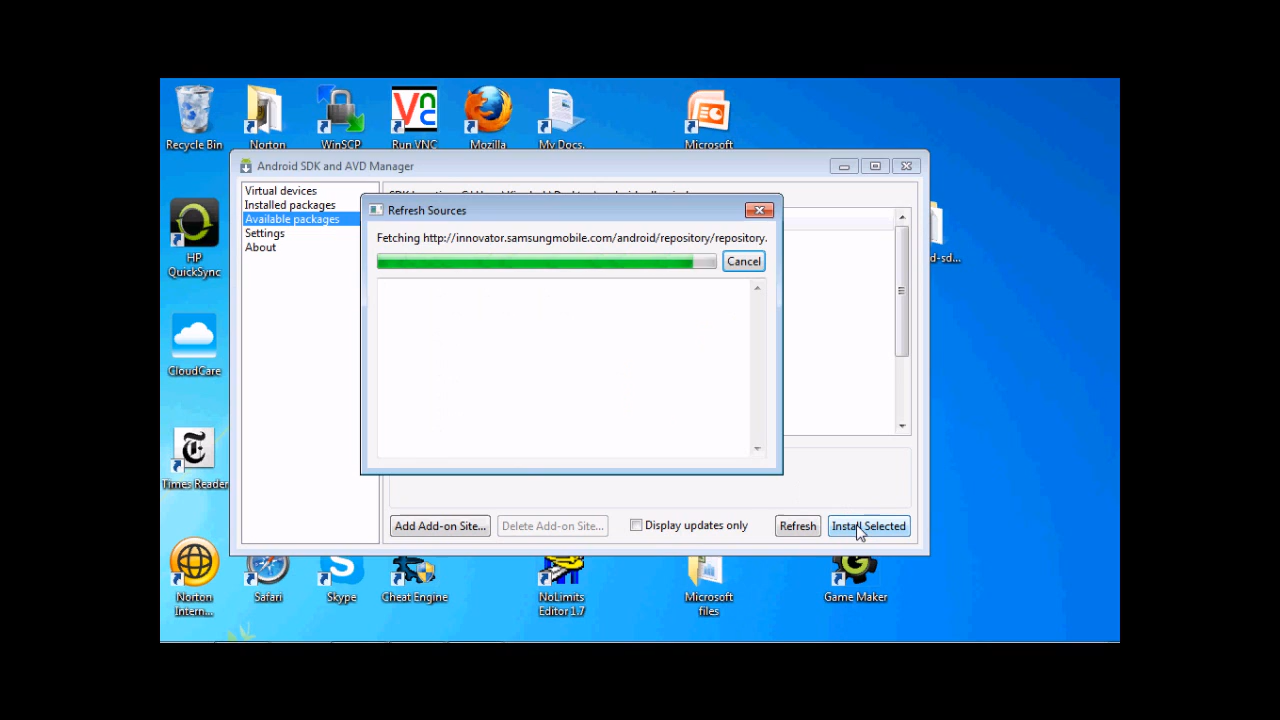 Recycle Bin
Norton
WinSCP
Run VNC
Mozilla
My Docs.
Microsoft
Android SDK and AVD Manager
Virtual devices
Installed packages
Available packages
Settings
About
Refresh Sources
Fetching http://innovator.samsungmobile.com/android/repository/repository.
Cancel
HP
QuickSync
d-sd...
CloudCare
Times Reader
Add Add-on Site...
Delete Add-on Site...
Display updates only
Refresh
Install Selected
Norton
Intern...
Safari
Skype
Cheat Engine
NoLimits
Editor 1.7
Microsoft
files
Game Maker